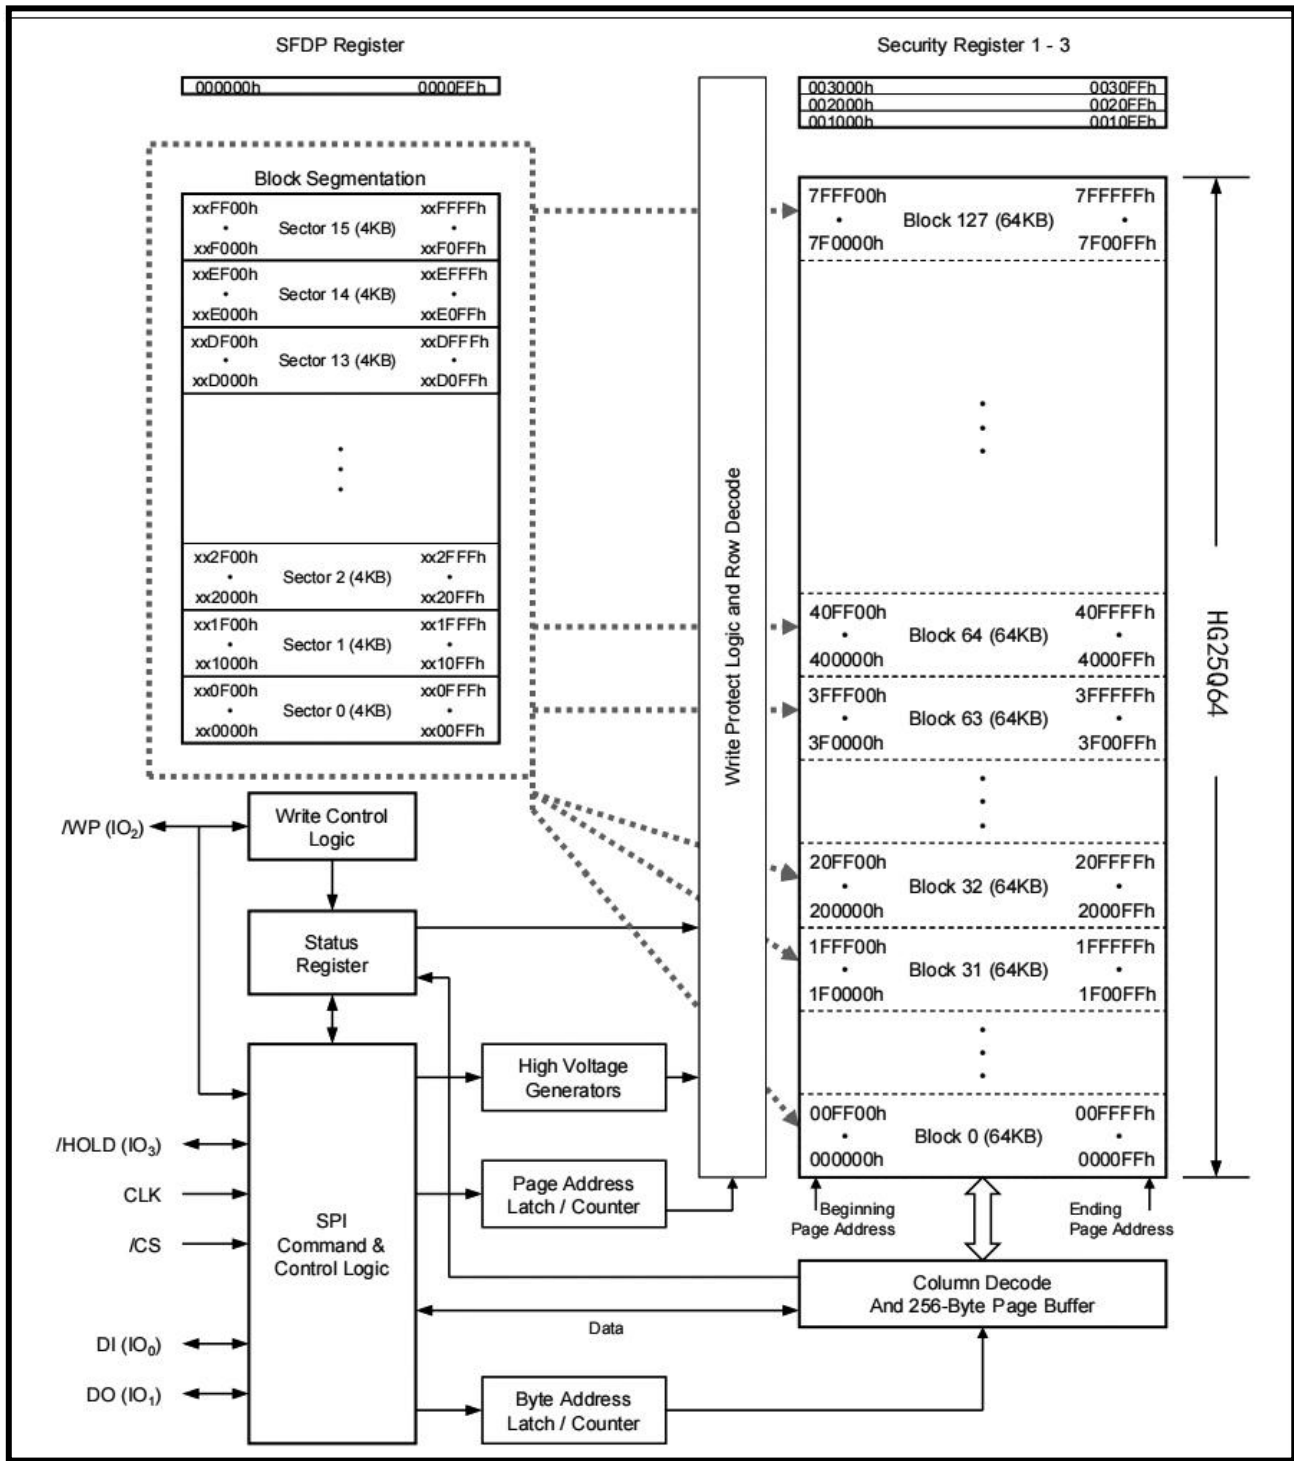 SFDP Register
000000h 0000FFh
Security Register 1 - 3
003000h 0030FFh
002000h 0020FFh
001000h 0010FFh
Block Segmentation
xxFF00h xxFFFFh
Sector 15 (4KB)
xxF000h xxF0FFh
xxEF00h xxEFFFh
Sector 14 (4KB)
xxE000h xxE0FFh
xxDF00h xxDFFFh
Sector 13 (4KB)
xxD000h xxD0FFh
xx2F00h xx2FFFh
Sector 2 (4KB)
xx2000h xx20FFh
xx1F00h xx1FFFh
Sector 1 (4KB)
xx1000h xx10FFh
xx0F00h xx0FFFh
Sector 0 (4KB)
xx0000h xx00FFh
Write Protect Logic and Row Decode
7FFF00h 7FFFFFh
Block 127 (64KB)
7F0000h 7F00FFh
40FF00h 40FFFFh
Block 64 (64KB)
400000h 4000FFh
3FFF00h 3FFFFFh
Block 63 (64KB)
3F0000h 3F00FFh
20FF00h 20FFFFh
Block 32 (64KB)
200000h 2000FFh
1FFF00h 1FFFFFh
Block 31 (64KB)
1F0000h 1F00FFh
00FF00h 00FFFFh
Block 0 (64KB)
000000h 0000FFh
HG25Q64
Beginning
Page Address
Ending
Page Address
/WP (IO₂)
Write Control
Logic
Status
Register
High Voltage
Generators
/HOLD (IO₃)
CLK
/CS
DI (IO₀)
DO (IO₁)
SPI
Command &
Control Logic
Page Address
Latch / Counter
Column Decode
And 256-Byte Page Buffer
Data
Byte Address
Latch / Counter